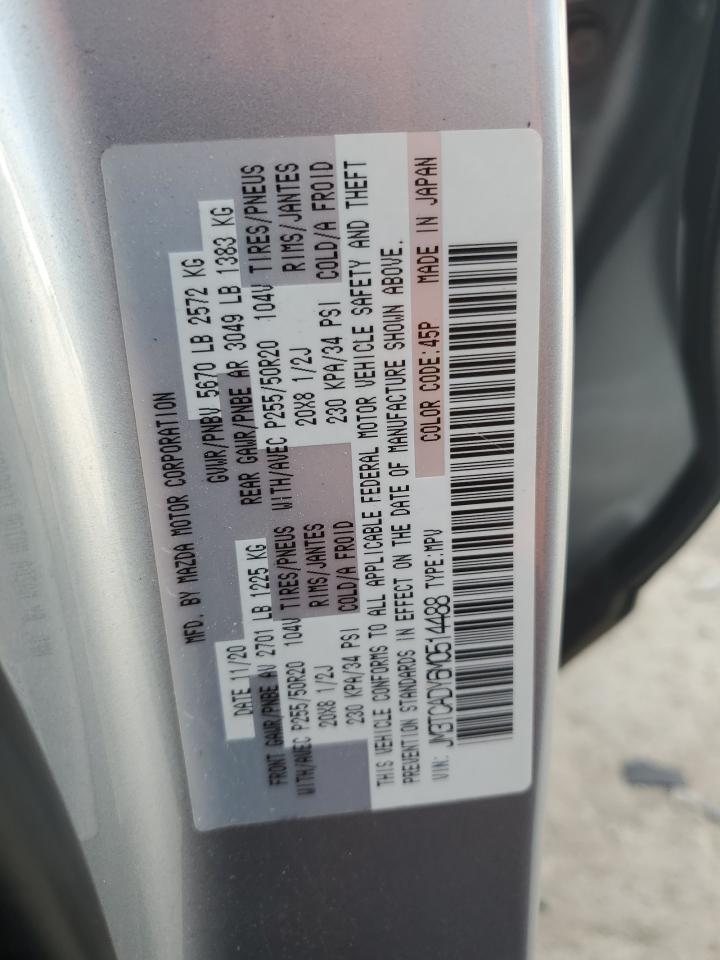 MFD. BY MAZDA MOTOR CORPORATION
DATE 11/20 GVWR/PNBV 5670 LB 2572 KG
FRONT GAWR/PNBE AV 2701 LB 1225 KG REAR GAWR/PNBE AR 3049 LB 1383 KG
WITH/AVEC P255/50R20 104V TIRES/PNEUS WITH/AVEC P255/50R20 104V TIRES/PNEUS
20X8 1/2J RIMS/JANTES 20X8 1/2J RIMS/JANTES
230 KPA/34 PSI COLD/A FROID 230 KPA/34 PSI COLD/A FROID
THIS VEHICLE CONFORMS TO ALL APPLICABLE FEDERAL MOTOR VEHICLE SAFETY AND THEFT
PREVENTION STANDARDS IN EFFECT ON THE DATE OF MANUFACTURE SHOWN ABOVE.
COLOR CODE:45P MADE IN JAPAN
VIN: JM3TCADY6M0514488 TYPE:MPV